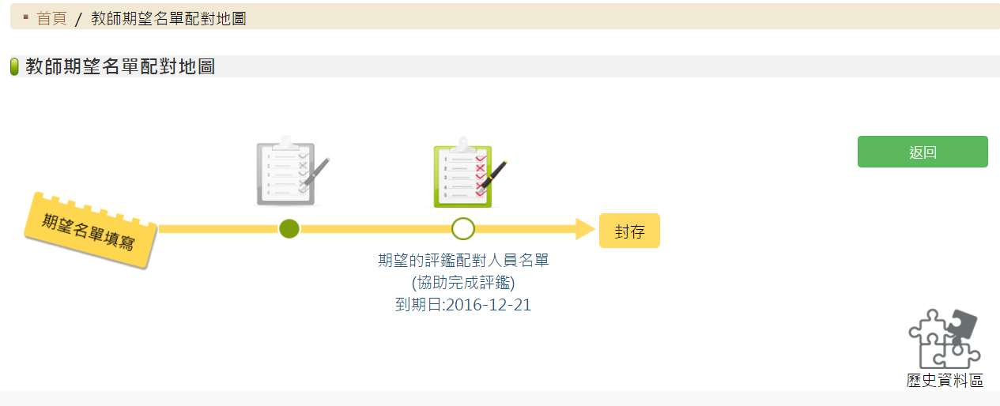 首頁 / 教師期望名單配對地圖
教師期望名單配對地圖
返回
期望名單填寫
封存
期望的評鑑配對人員名單
(協助完成評鑑)
到期日:2016-12-21
歷史資料區